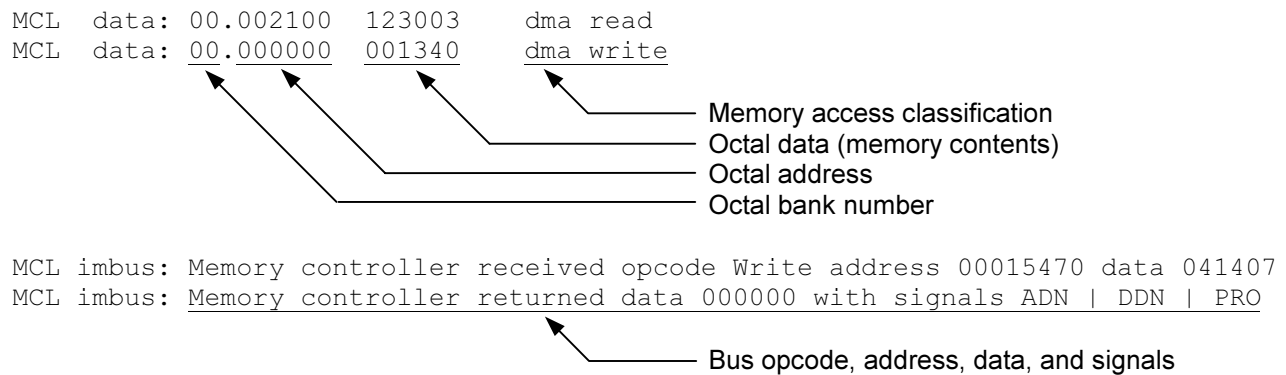 MCL  data: 00.002100  123003    dma read
MCL  data: 00.000000  001340    dma write
Memory access classification
Octal data (memory contents)
Octal address
Octal bank number
MCL imbus: Memory controller received opcode Write address 00015470 data 041407
MCL imbus: Memory controller returned data 000000 with signals ADN | DDN | PRO
Bus opcode, address, data, and signals